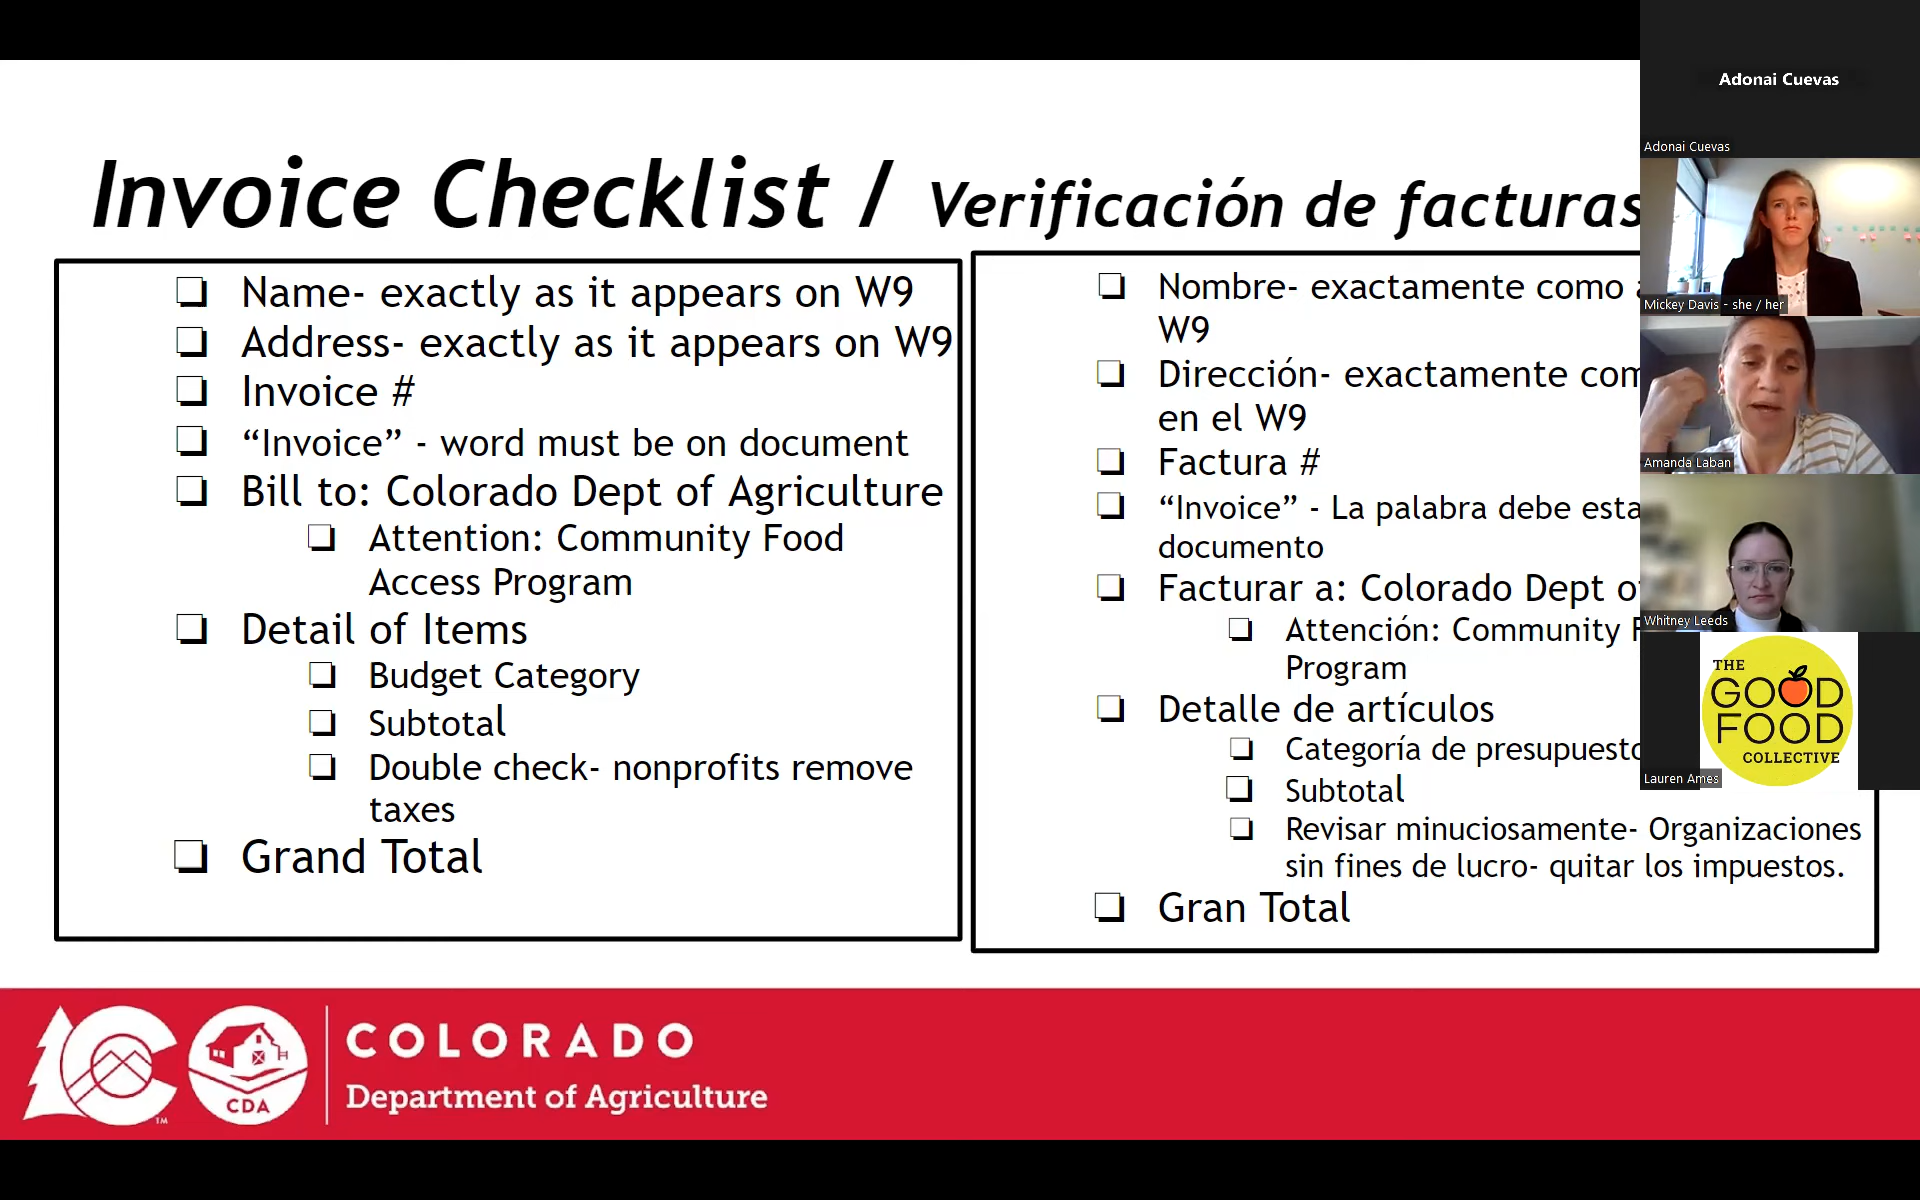 Invoice Checklist / Verificación de facturas
Name- exactly as it appears on W9
Address- exactly as it appears on W9
Invoice #
“Invoice” - word must be on document
Bill to: Colorado Dept of Agriculture
Attention: Community Food
Access Program
Detail of Items
Budget Category
Subtotal
Double check- nonprofits remove
taxes
Grand Total
Nombre- exactamente como
W9
Dirección- exactamente
en el W9
Factura #
“Invoice” - La palabra debe
documento
Facturar a: Colorado Dept
Attención: Community
Program
Detalle de artículos
Categoría de presupuesto
Subtotal
Revisar minuciosamente- Organizaciones
sin fines de lucro- quitar los impuestos.
Gran Total
CDA
COLORADO
Department of Agriculture
TM
Adonai Cuevas
Adonai Cuevas
Mickey Davis - she / her
Amanda Laban
Whitney Leeds
THE
GOOD
FOOD
COLLECTIVE
Lauren Ames